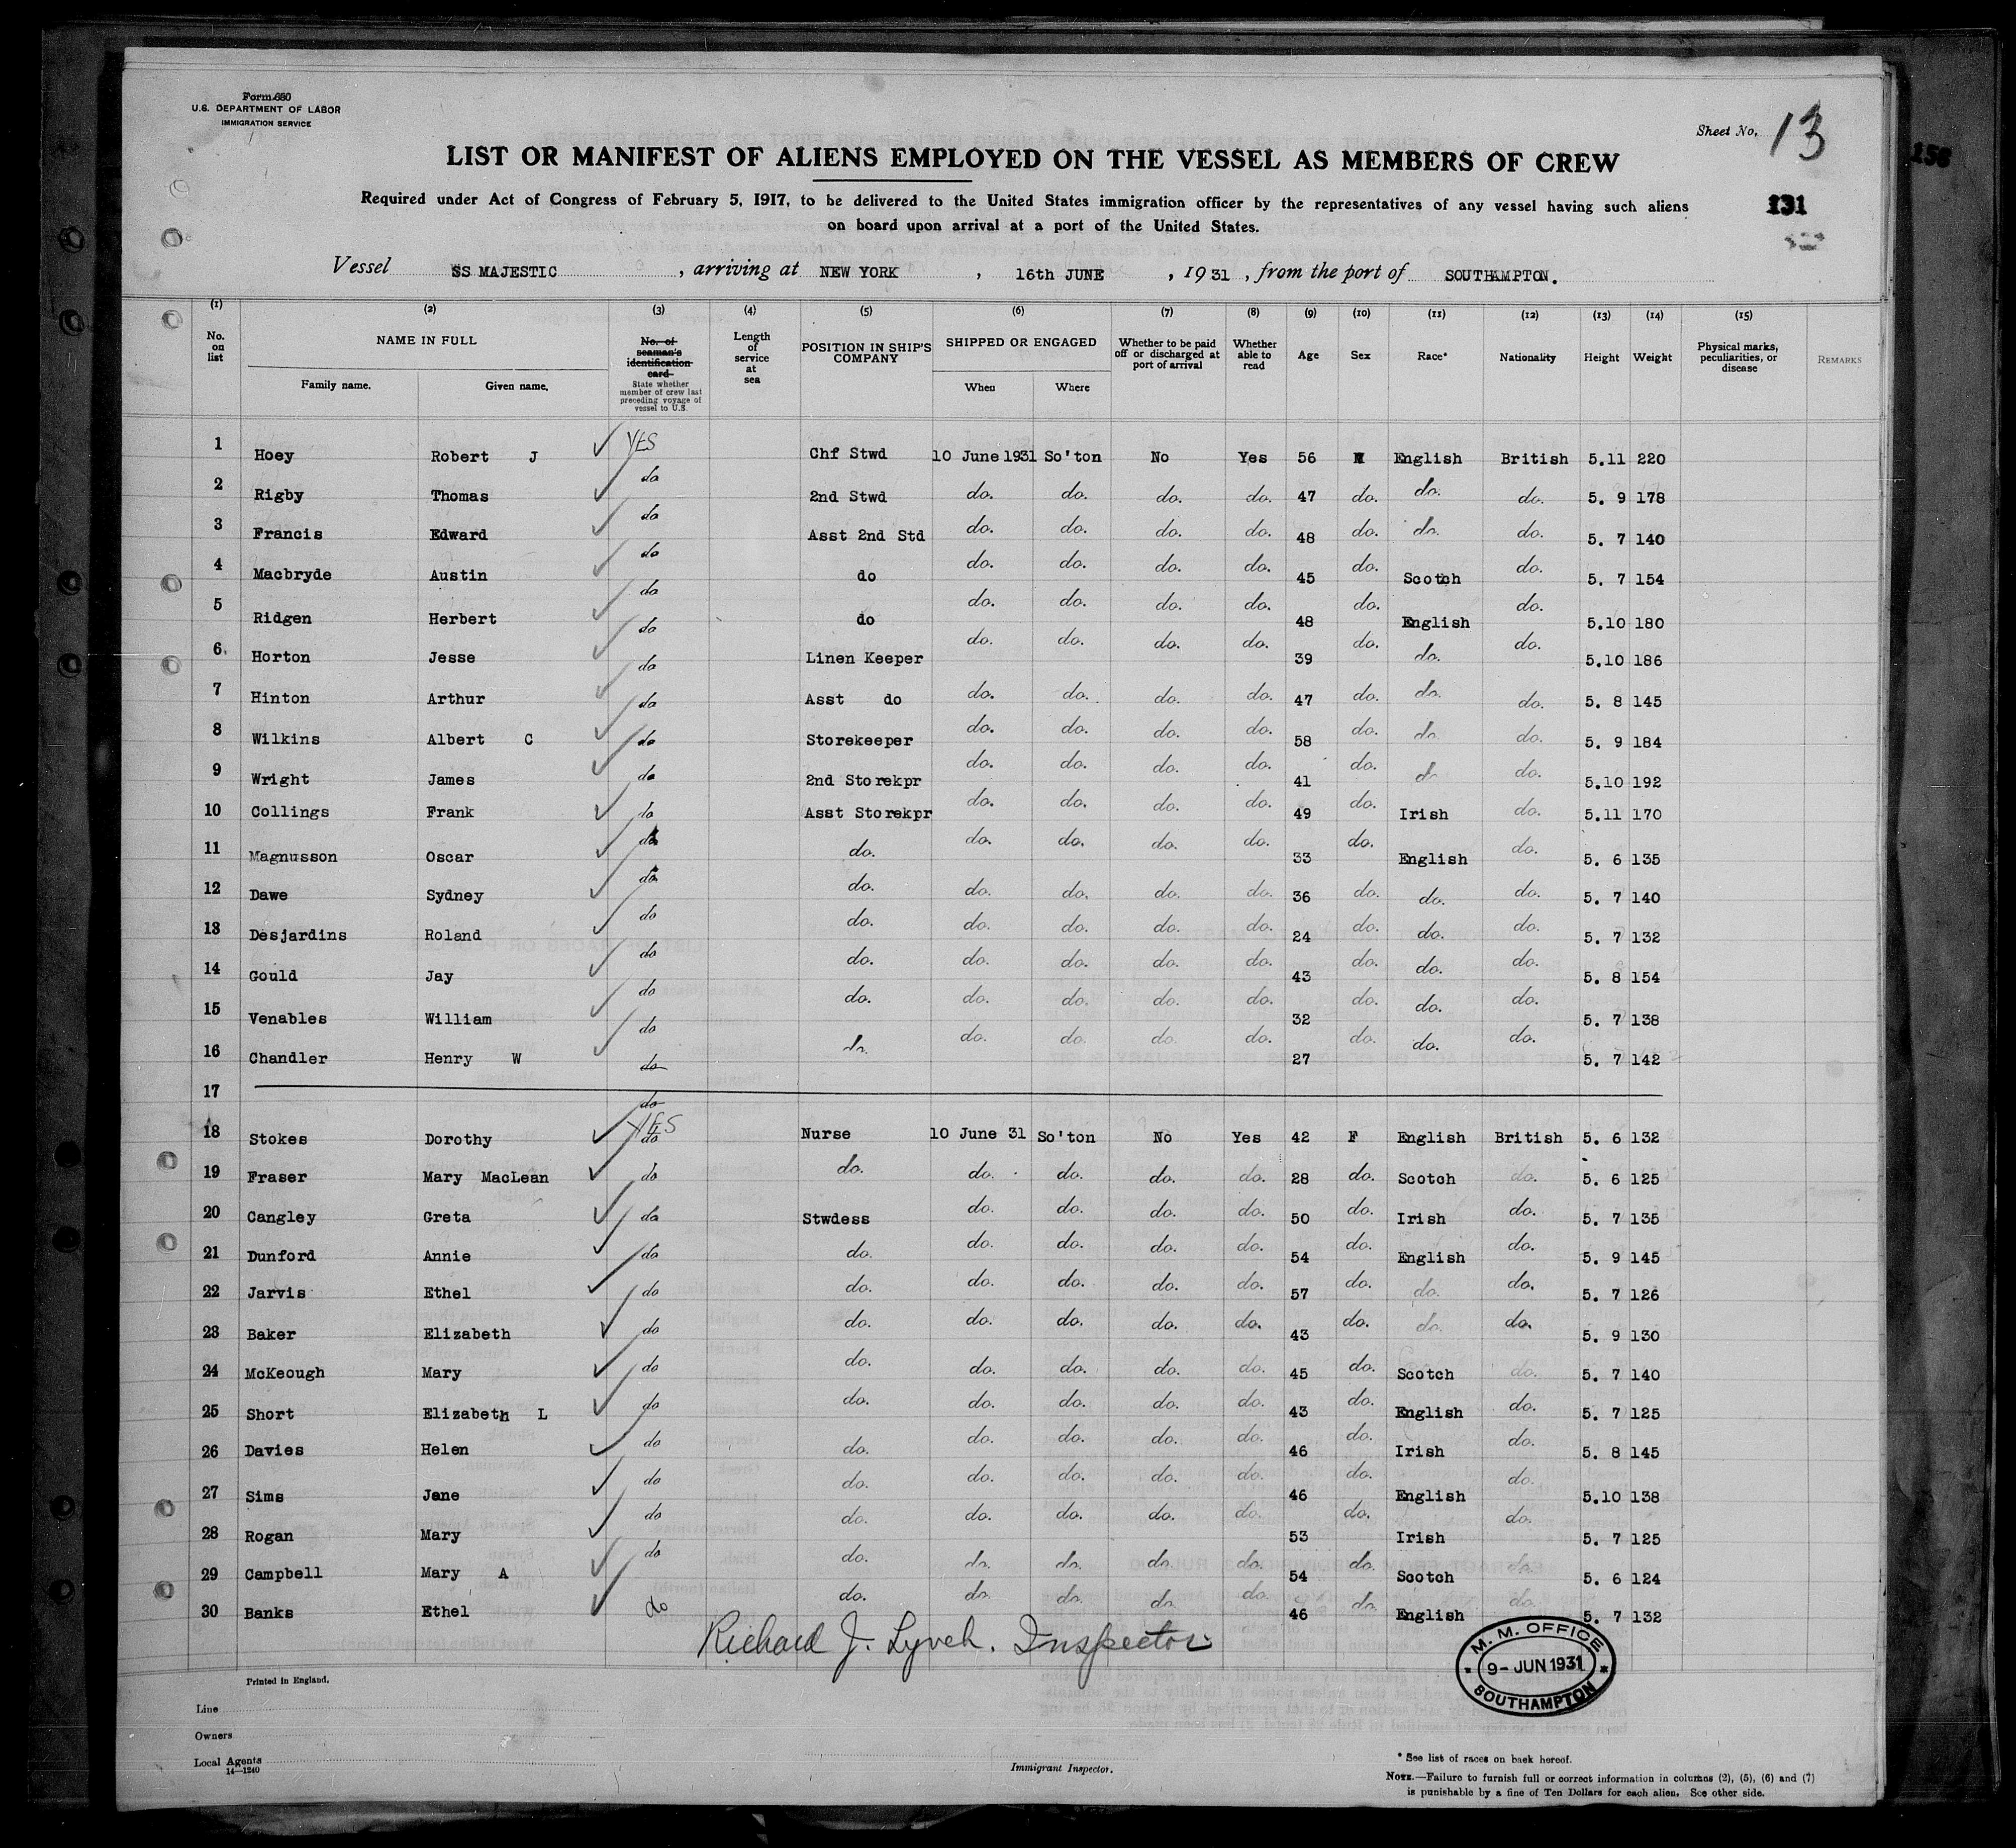 Form 680
U.S. DEPARTMENT OF LABOR
IMMIGRATION SERVICE
Sheet No. 13
158
LIST OR MANIFEST OF ALIENS EMPLOYED ON THE VESSEL AS MEMBERS OF CREW
Required under Act of Congress of February 5, 1917, to be delivered to the United States immigration officer by the representatives of any vessel having such aliens
on board upon arrival at a port of the United States.
131
Vessel SS MAJESTIC, arriving at NEW YORK, 16th JUNE, 1931, from the port of SOUTHAMPTON.
(1) (2) (3) (4) (5) (6) (7) (8) (9) (10) (11) (12) (13) (14) (15)
No. on list NAME IN FULL Family name. Given name. No. of seaman's identification card State whether member of crew last preceding voyage of vessel to U.S. Length of service at sea POSITION IN SHIP'S COMPANY SHIPPED OR ENGAGED When Where Whether to be paid off or discharged at port of arrival Whether able to read Age Sex Race* Nationality Height Weight Physical marks, peculiarities, or disease REMARKS
1 Hoey Robert J YES Chf Stwd 10 June 1931 So'ton No Yes 56 M English British 5.11 220
2 Rigby Thomas do 2nd Stwd do. do. do. do. 47 do. do. do. 5. 9 178
3 Francis Edward do Asst 2nd Std do. do. do. do. 48 do. do. do. 5. 7 140
4 Macbryde Austin do do do. do. do. do. 45 do. Scotch do. 5. 7 154
5 Ridgen Herbert do do do. do. do. do. 48 do. English do. 5.10 180
6 Horton Jesse do Linen Keeper do. do. do. do. 39 do. do. do. 5.10 186
7 Hinton Arthur do Asst do do. do. do. do. 47 do. do. do. 5. 8 145
8 Wilkins Albert C do Storekeeper do. do. do. do. 58 do. do. do. 5. 9 184
9 Wright James do 2nd Storekpr do. do. do. do. 41 do. do. do. 5.10 192
10 Collings Frank do Asst Storekpr do. do. do. do. 49 do. Irish do. 5.11 170
11 Magnusson Oscar do do. do. do. do. do. 33 do. English do. 5. 6 135
12 Dawe Sydney do do. do. do. do. do. 36 do. do. do. 5. 7 140
13 Desjardins Roland do do. do. do. do. do. 24 do. do. do. 5. 7 132
14 Gould Jay do do. do. do. do. do. 43 do. do. do. 5. 8 154
15 Venables William do do. do. do. do. do. 32 do. do. do. 5. 7 138
16 Chandler Henry W do do. do. do. do. do. 27 do. do. do. 5. 7 142
do
17
do
18 Stokes Dorothy YES do Nurse 10 June 31 So'ton No Yes 42 F English British 5. 6 132
19 Fraser Mary MacLean do do. do. do. do. do. 28 do. Scotch do. 5. 6 125
20 Cangley Greta do Stwdess do. do. do. do. 50 do. Irish do. 5. 7 135
21 Dunford Annie do do. do. do. do. do. 54 do. English do. 5. 9 145
22 Jarvis Ethel do do. do. do. do. do. 57 do. do. do. 5. 7 126
23 Baker Elizabeth do do. do. do. do. do. 43 do. do. do. 5. 9 130
24 McKeough Mary do do. do. do. do. do. 45 do. Scotch do. 5. 7 140
25 Short Elizabeth L do do. do. do. do. do. 43 do. English do. 5. 7 125
26 Davies Helen do do. do. do. do. do. 46 do. Irish do. 5. 8 145
27 Sims Jane do do. do. do. do. do. 46 do. English do. 5.10 138
28 Rogan Mary do do. do. do. do. do. 53 do. Irish do. 5. 7 125
29 Campbell Mary A do do. do. do. do. do. 54 do. Scotch do. 5. 6 124
30 Banks Ethel do do. do. do. do. do. 46 do. English do. 5. 7 132
Richard J. Lynch. Inspector
M. M. OFFICE
9- JUN 1931
SOUTHAMPTON
Printed in England.
Line
Owners
Local Agents
14—1240
Immigrant Inspector.
* See list of races on back hereof.
NOTE.—Failure to furnish full or correct information in columns (2), (5), (6) and (7)
is punishable by a fine of Ten Dollars for each alien. See other side.